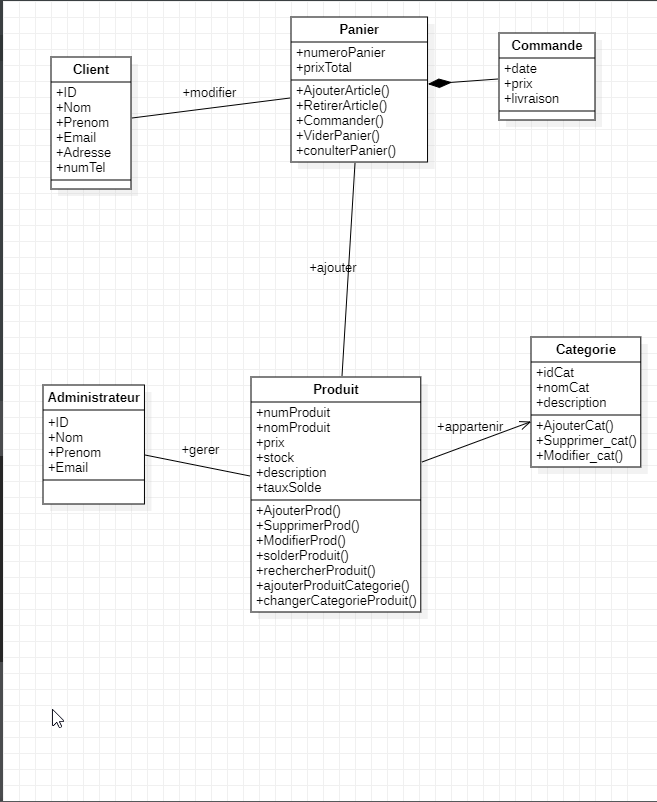 Client
+ID
+Nom
+Prenom
+Email
+Adresse
+numTel
+modifier
Panier
+numeroPanier
+prixTotal
+AjouterArticle()
+RetirerArticle()
+Commander()
+ViderPanier()
+conulterPanier()
Commande
+date
+prix
+livraison
+ajouter
Administrateur
+ID
+Nom
+Prenom
+Email
+gerer
Produit
+numProduit
+nomProduit
+prix
+stock
+description
+tauxSolde
+AjouterProd()
+SupprimerProd()
+ModifierProd()
+solderProduit()
+rechercherProduit()
+ajouterProduitCategorie()
+changerCategorieProduit()
+appartenir
Categorie
+idCat
+nomCat
+description
+AjouterCat()
+Supprimer_cat()
+Modifier_cat()